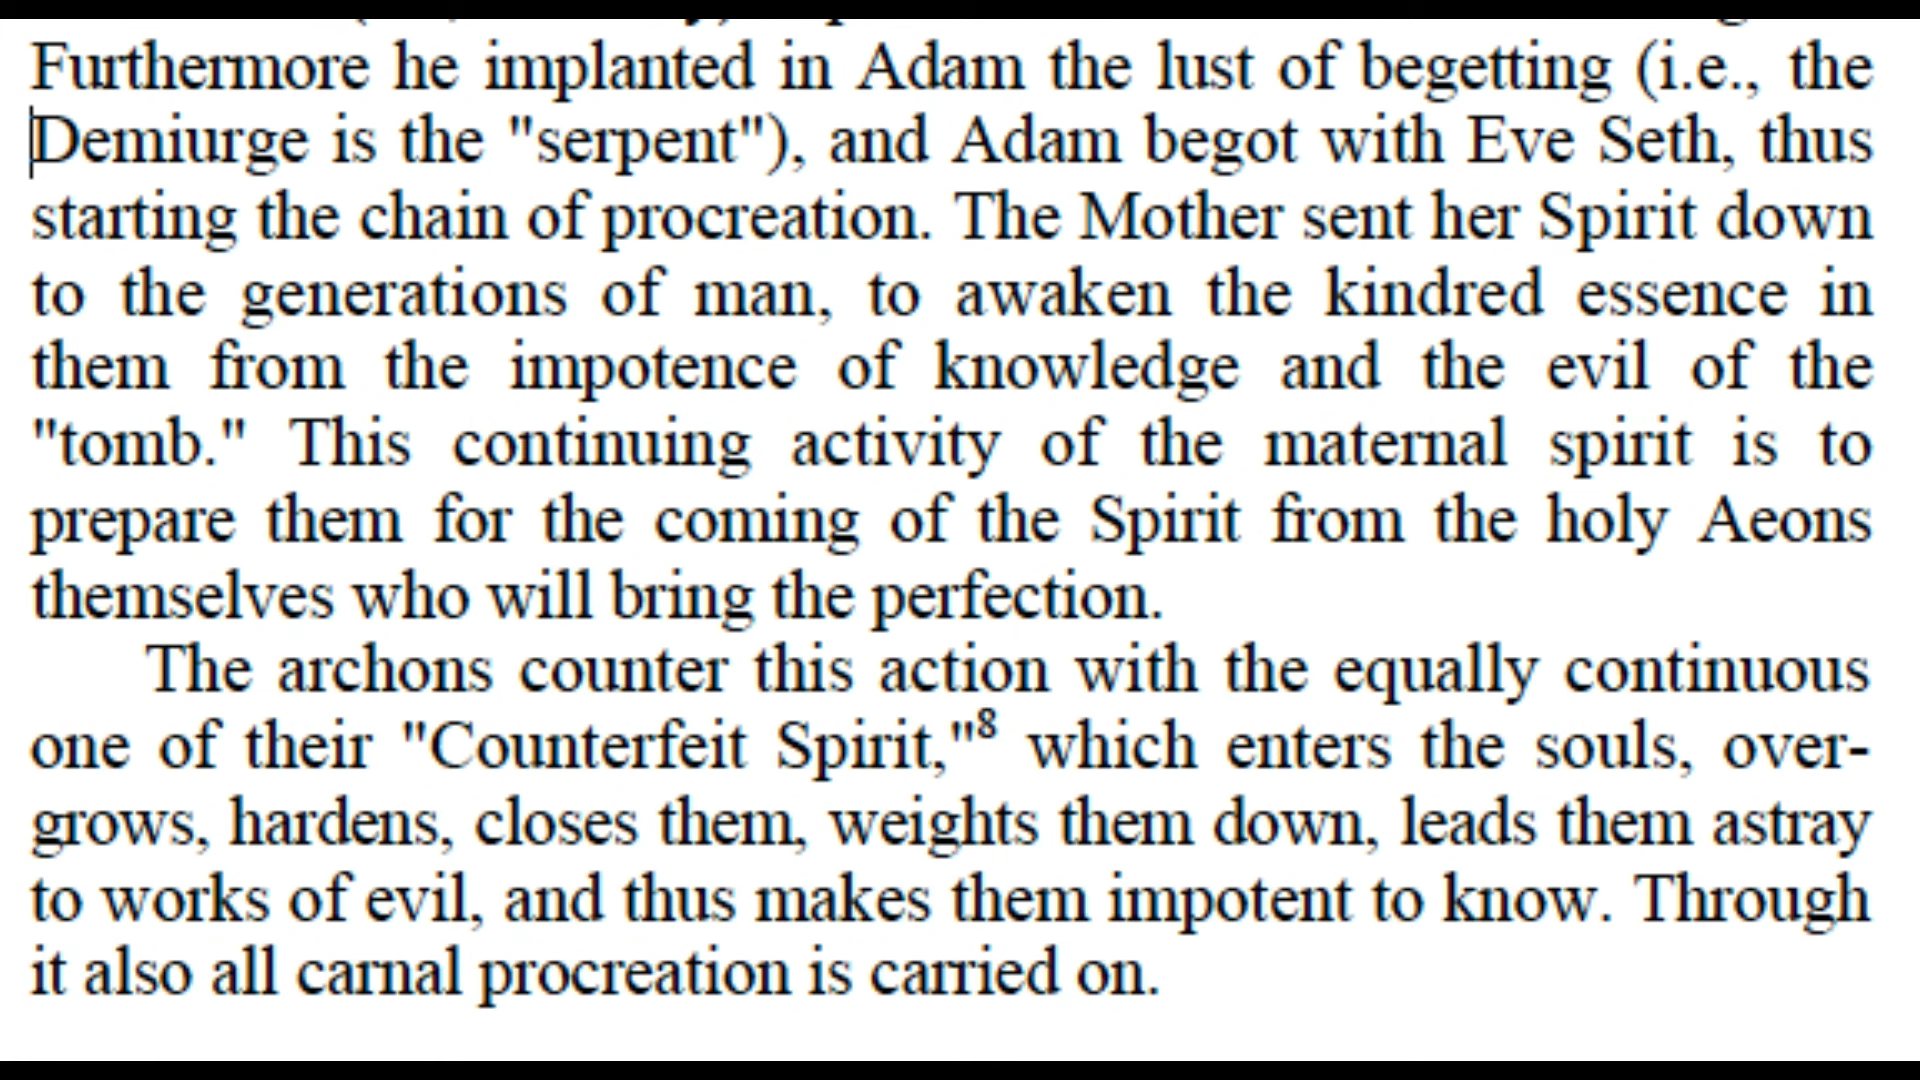 Furthermore he implanted in Adam the lust of begetting (i.e., the
Demiurge is the "serpent"), and Adam begot with Eve Seth, thus
starting the chain of procreation. The Mother sent her Spirit down
to the generations of man, to awaken the kindred essence in
them from the impotence of knowledge and the evil of the
"tomb." This continuing activity of the maternal spirit is to
prepare them for the coming of the Spirit from the holy Aeons
themselves who will bring the perfection.
The archons counter this action with the equally continuous
one of their "Counterfeit Spirit,"⁸ which enters the souls, over-
grows, hardens, closes them, weights them down, leads them astray
to works of evil, and thus makes them impotent to know. Through
it also all carnal procreation is carried on.